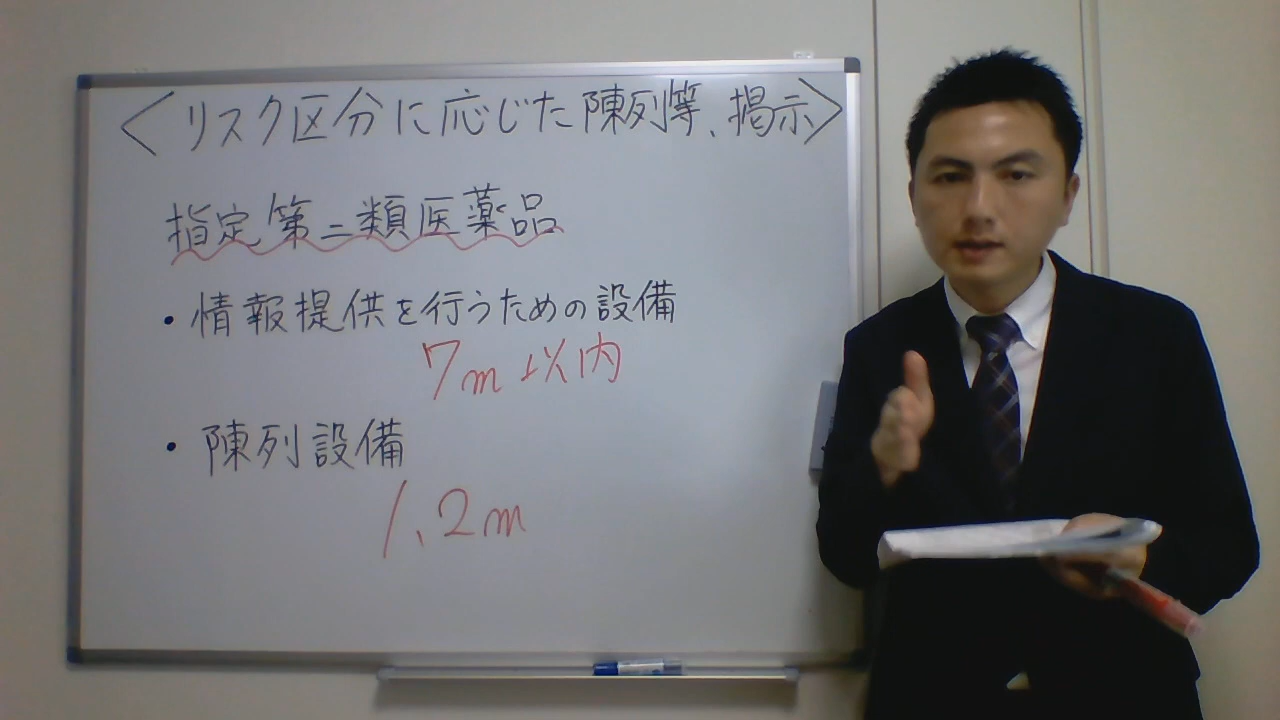 〈リスク区分に応じた陳列等、掲示〉
指定第二類医薬品
・情報提供を行うための設備
7m以内
・陳列設備
1.2m